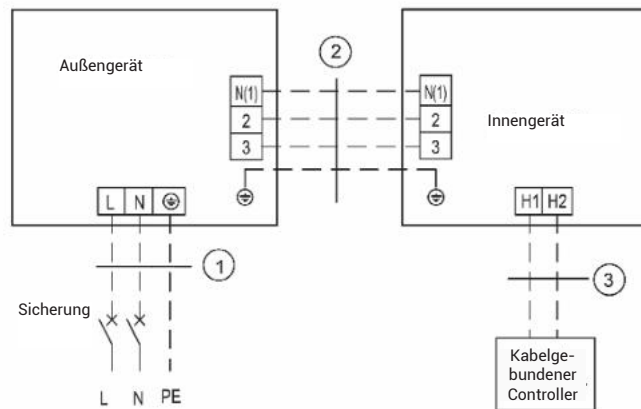 Außengerät
N(1)
2
3
L N
②
N(1)
2
3
Innengerät
H1 H2
①
Sicherung
L N PE
③
Kabelge-
bundener
Controller